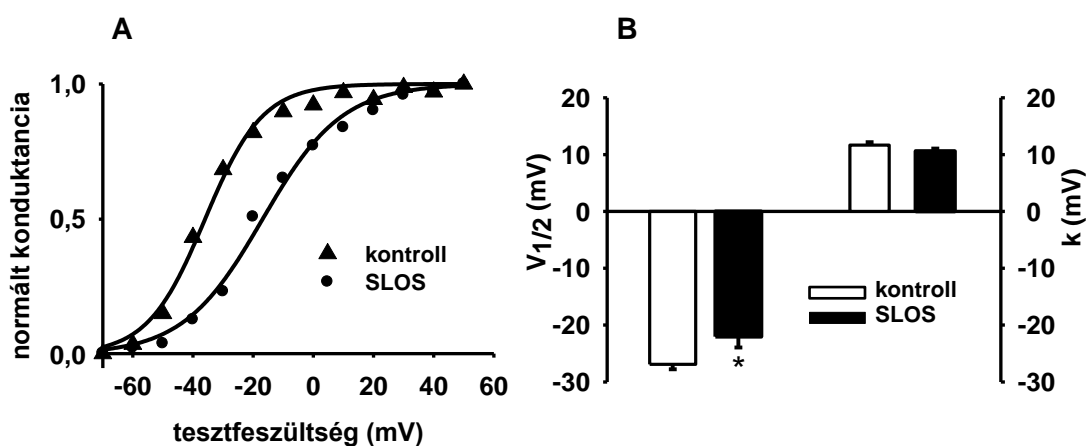 A
normált konduktancia
1,0
0,5
0,0
-60 -40 -20 0 20 40 60
tesztfeszültség (mV)
kontroll
SLOS
B
V1/2 (mV)
20
10
0
-10
-20
-30
*
kontroll
SLOS
20
10
0
-10
-20
-30
k (mV)